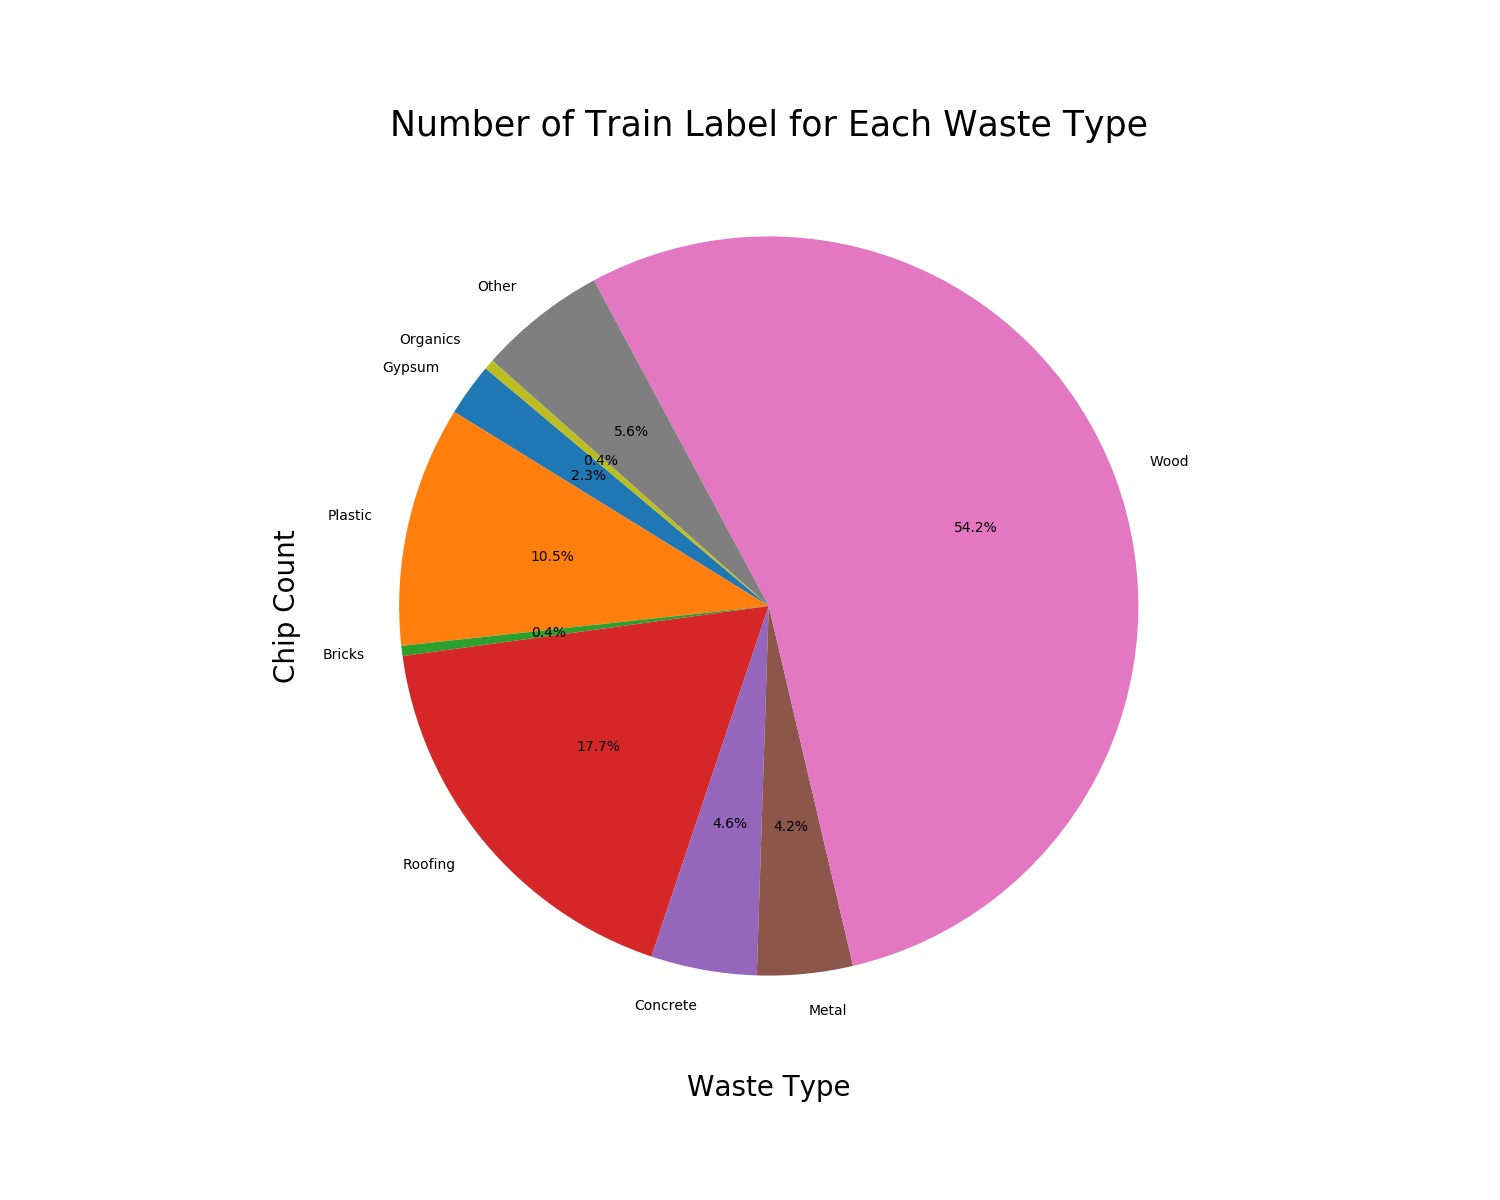 Number of Train Label for Each Waste Type
Other
Organics
Gypsum
5.6%
0.4%
2.3%
Wood
54.2%
Plastic
10.5%
Chip Count
Bricks
0.4%
17.7%
Roofing
4.6%
4.2%
Concrete
Metal
Waste Type